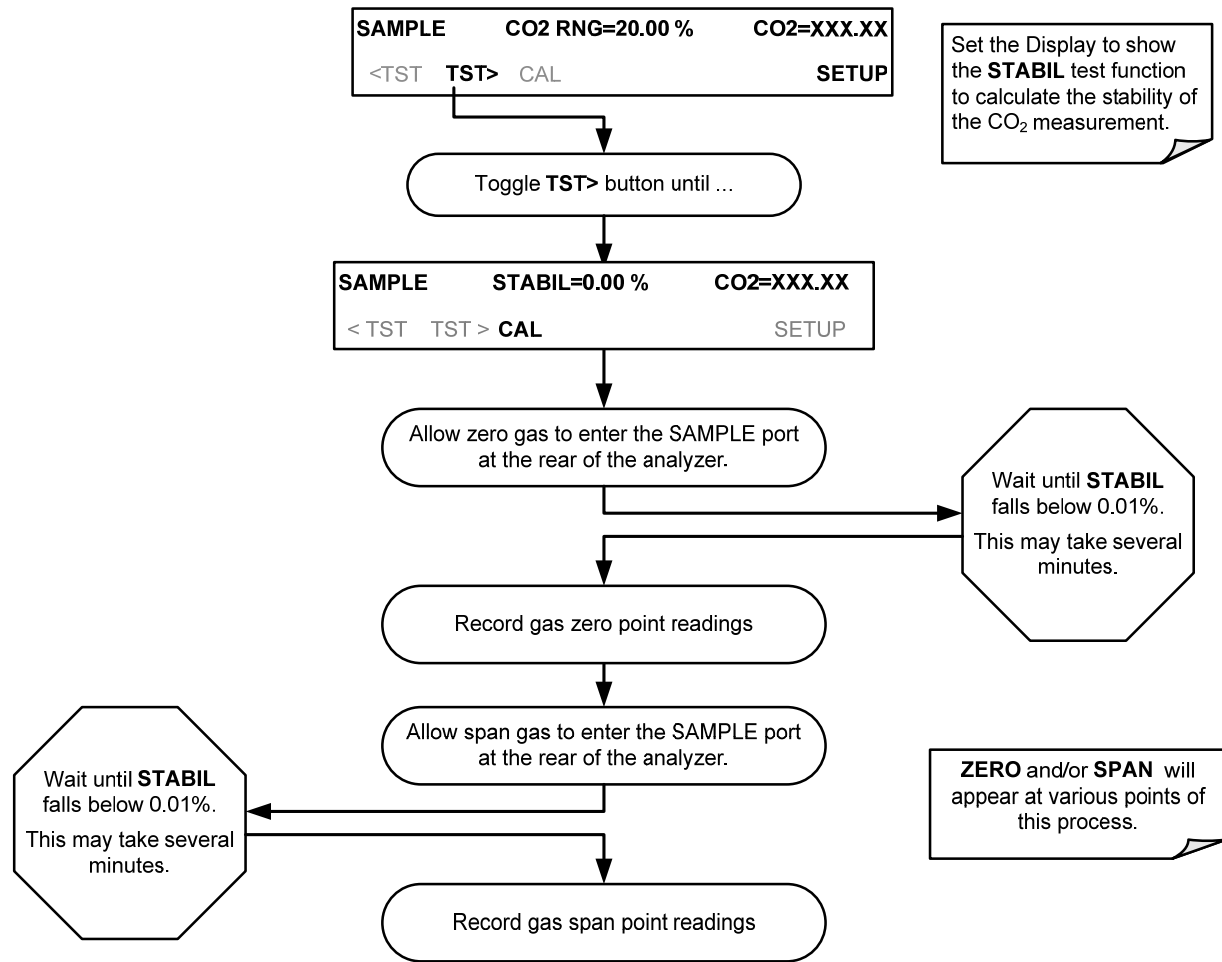 SAMPLE CO2 RNG=20.00 % CO2=XXX.XX
<TST TST> CAL SETUP
Set the Display to show
the STABIL test function
to calculate the stability of
the CO₂ measurement.
Toggle TST> button until ...
SAMPLE STABIL=0.00 % CO2=XXX.XX
< TST TST > CAL SETUP
Allow zero gas to enter the SAMPLE port
at the rear of the analyzer.
Wait until STABIL
falls below 0.01%.
This may take several
minutes.
Record gas zero point readings
Allow span gas to enter the SAMPLE port
at the rear of the analyzer.
Wait until STABIL
falls below 0.01%.
This may take several
minutes.
ZERO and/or SPAN will
appear at various points of
this process.
Record gas span point readings